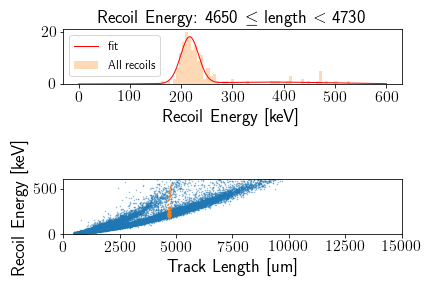 Recoil Energy: 4650 ≤ length < 4730
20
0
fit
All recoils
0 100 200 300 400 500 600
Recoil Energy [keV]
Recoil Energy [keV]
500
0
0 2500 5000 7500 10000 12500 15000
Track Length [um]